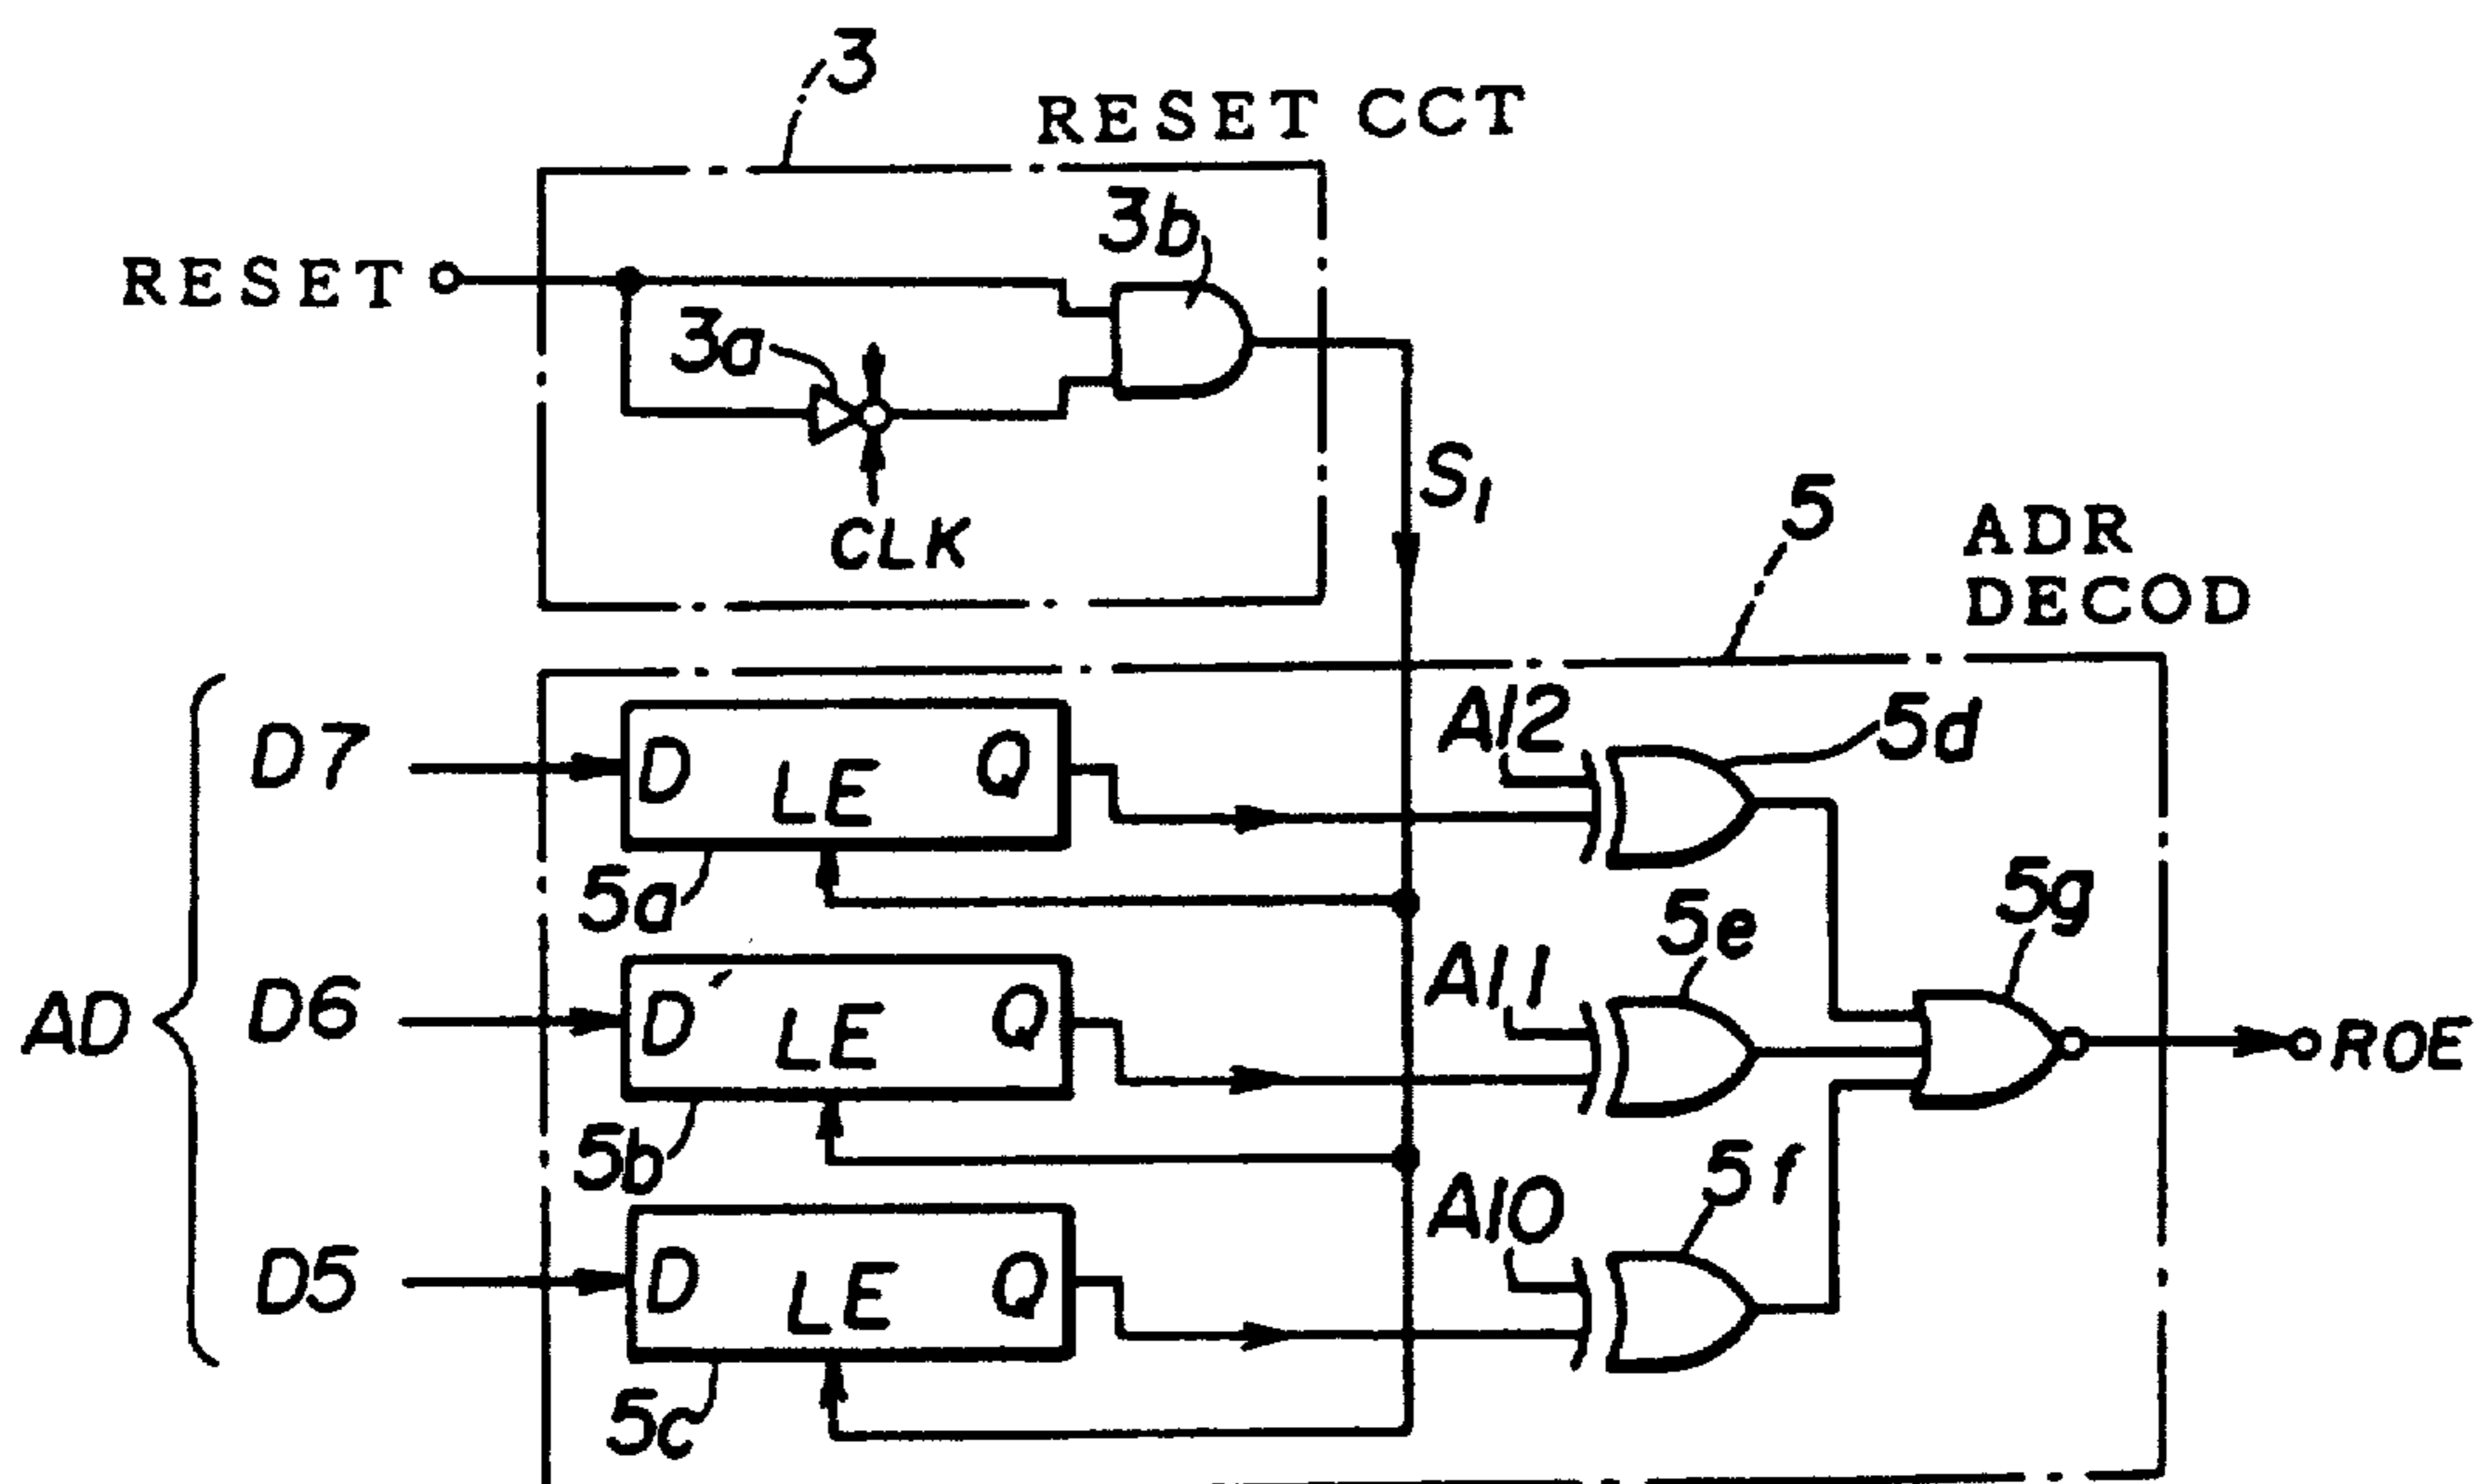 3
RESET CCT
3b
RESET
3a
CLK
S1
5
ADR
DECOD
AD
D7
D LE Q
5a
A12
5d
D6
D LE Q
5b
A11
5e
5g
ROE
D5
D LE Q
5c
A10
5f